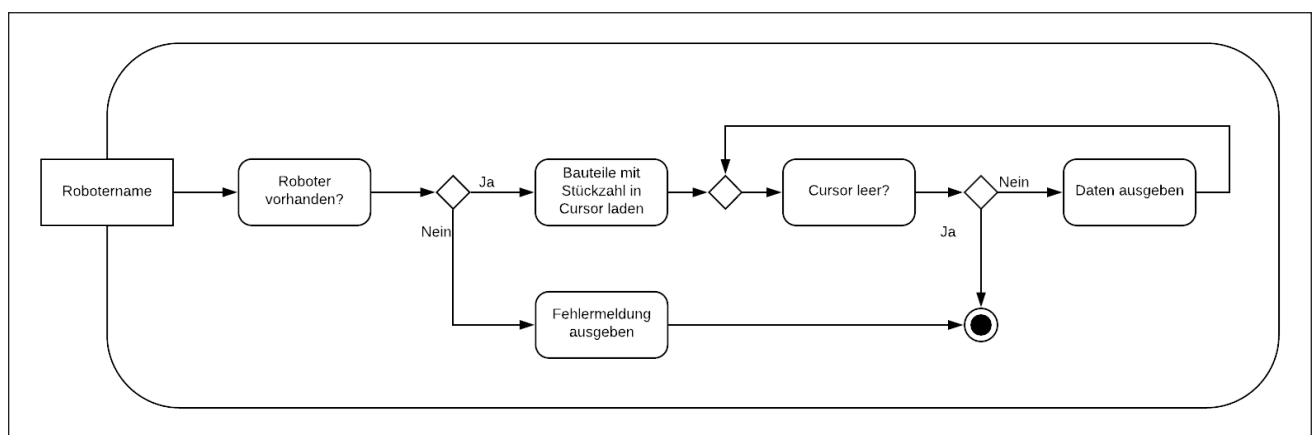 Robotername
Roboter
vorhanden?
Ja
Nein
Bauteile mit
Stückzahl in
Cursor laden
Cursor leer?
Nein
Ja
Daten ausgeben
Fehlermeldung
ausgeben